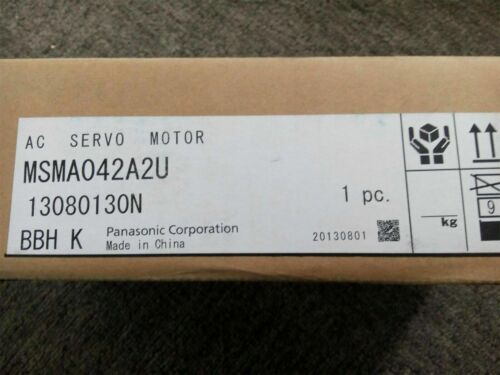 AC SERVO MOTOR
MSMA042A2U
13080130N
1 pc.
BBH K
Panasonic Corporation
Made in China
20130801
kg
9